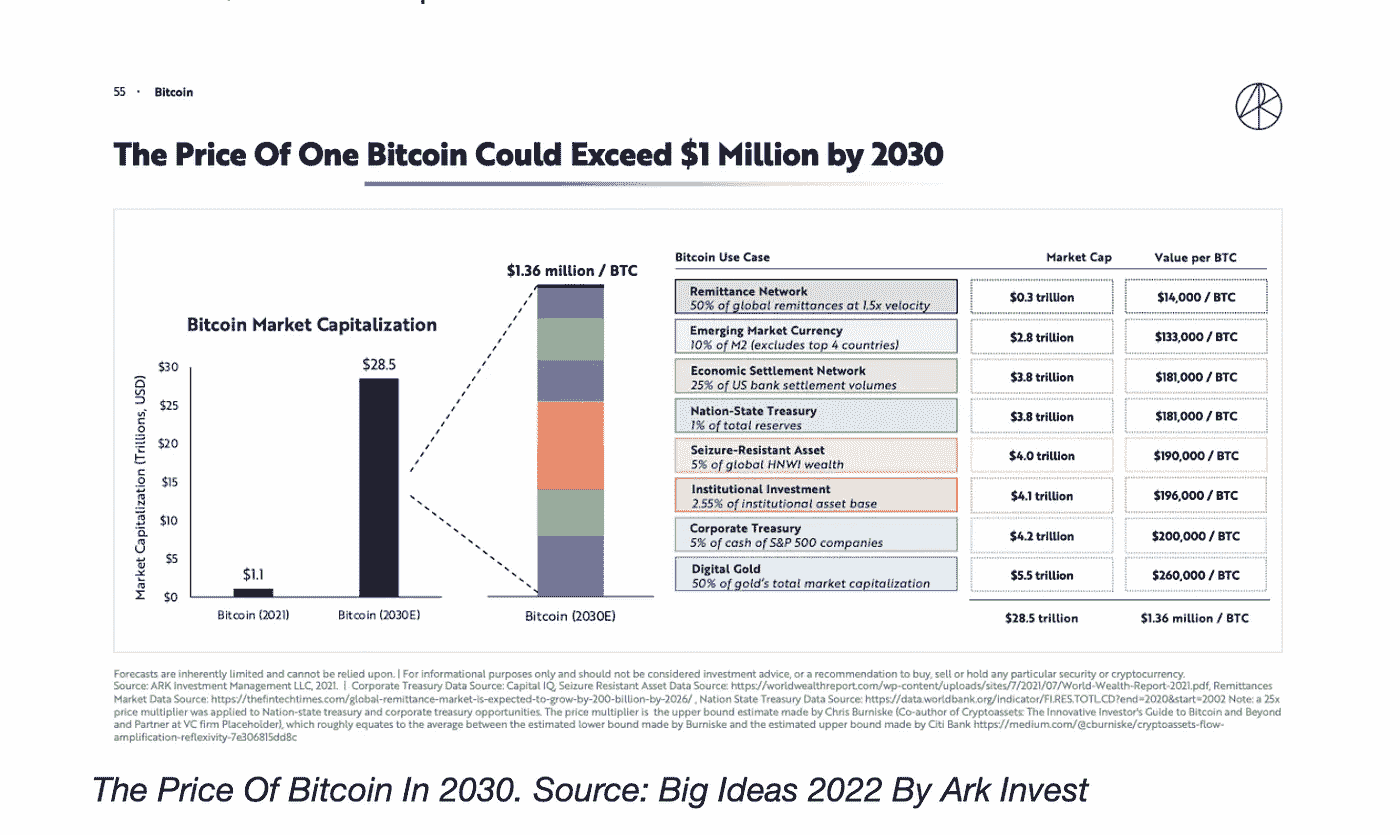 55 · Bitcoin
The Price Of One Bitcoin Could Exceed $1 Million by 2030
Bitcoin Market Capitalization
Market Capitalization (Trillions, USD)
$30
$25
$20
$15
$10
$5
$0
$1.1
$28.5
Bitcoin (2021)
Bitcoin (2030E)
$1.36 million / BTC
Bitcoin (2030E)
Bitcoin Use Case Market Cap Value per BTC
Remittance Network
50% of global remittances at 1.5x velocity
$0.3 trillion $14,000 / BTC
Emerging Market Currency
10% of M2 (excludes top 4 countries)
$2.8 trillion $133,000 / BTC
Economic Settlement Network
25% of US bank settlement volumes
$3.8 trillion $181,000 / BTC
Nation-State Treasury
1% of total reserves
$3.8 trillion $181,000 / BTC
Seizure-Resistant Asset
5% of global HNWI wealth
$4.0 trillion $190,000 / BTC
Institutional Investment
2.55% of institutional asset base
$4.1 trillion $196,000 / BTC
Corporate Treasury
5% of cash of S&P 500 companies
$4.2 trillion $200,000 / BTC
Digital Gold
50% of gold's total market capitalization
$5.5 trillion $260,000 / BTC
$28.5 trillion $1.36 million / BTC
Forecasts are inherently limited and cannot be relied upon. | For informational purposes only and should not be considered investment advice, or a recommendation to buy, sell or hold any particular security or cryptocurrency.
Source: ARK Investment Management LLC, 2021. | Corporate Treasury Data Source: Capital IQ, Seizure Resistant Asset Data Source: https://worldwealthreport.com/wp-content/uploads/sites/7/2021/07/World-Wealth-Report-2021.pdf, Remittances
Market Data Source: https://thefintechtimes.com/global-remittance-market-is-expected-to-grow-by-200-billion-by-2026/ , Nation State Treasury Data Source: https://data.worldbank.org/indicator/FI.RES.TOTL.CD?end=2020&start=2002 Note: a 25x
price multiplier was applied to Nation-state treasury and corporate treasury opportunities. The price multiplier is the upper bound estimate made by Chris Burniske (Co-author of Cryptoassets: The Innovative Investor's Guide to Bitcoin and Beyond
and Partner at VC firm Placeholder), which roughly equates to the average between the estimated lower bound made by Burniske and the estimated upper bound made by Citi Bank https://medium.com/@cburniske/cryptoassets-flow-
amplification-reflexivity-7e306815dd8c
The Price Of Bitcoin In 2030. Source: Big Ideas 2022 By Ark Invest